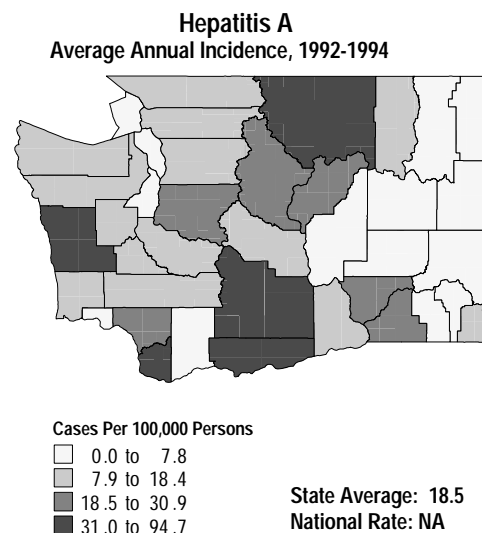 Hepatitis A
Average Annual Incidence, 1992-1994
Cases Per 100,000 Persons
0.0 to 7.8
7.9 to 18.4
18.5 to 30.9
31.0 to 94.7
State Average: 18.5
National Rate: NA